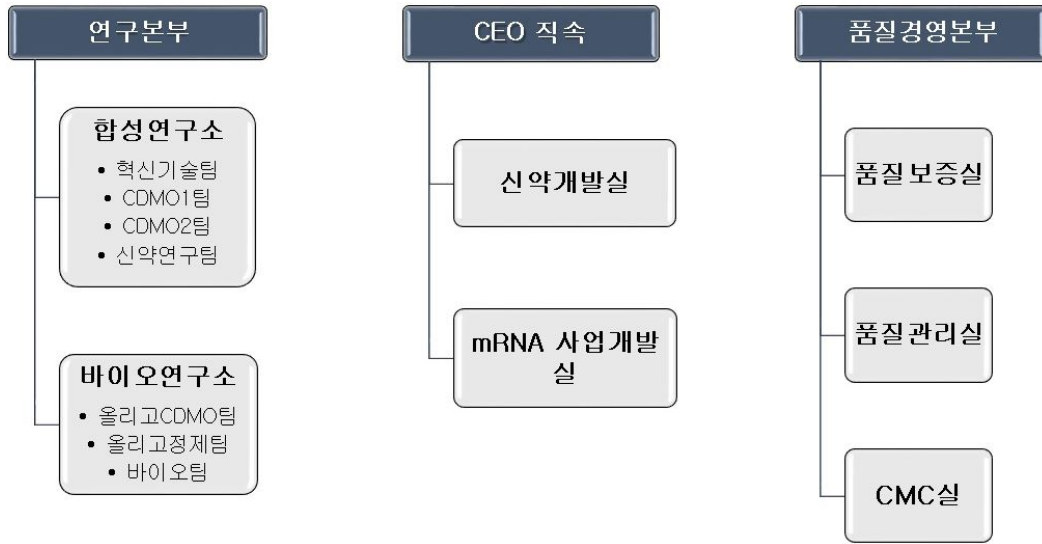 연구본부
합성연구소
• 혁신기술팀
• CDMO1팀
• CDMO2팀
• 신약연구팀
바이오연구소
• 올리고CDMO팀
• 올리고정제팀
• 바이오팀
CEO 직속
신약개발실
mRNA 사업개발
실
품질경영본부
품질보증실
품질관리실
CMC실